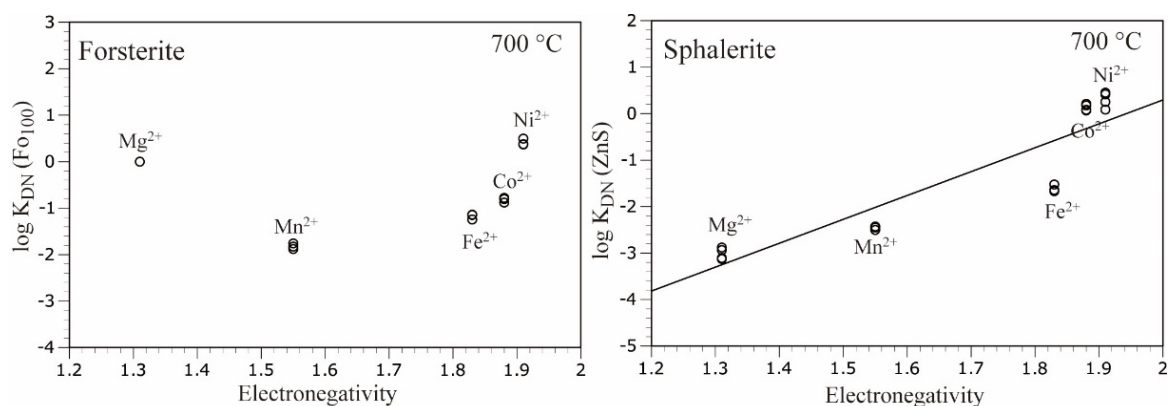 Forsterite
700 °C
3
2
1
0
-1
-2
-3
-4
log K_DN (Fo₁₀₀)
Mg²⁺
Mn²⁺
Fe²⁺
Co²⁺
Ni²⁺
1.2 1.3 1.4 1.5 1.6 1.7 1.8 1.9 2
Electronegativity
Sphalerite
700 °C
2
1
0
-1
-2
-3
-4
-5
log K_DN (ZnS)
Mg²⁺
Mn²⁺
Fe²⁺
Co²⁺
Ni²⁺
1.2 1.3 1.4 1.5 1.6 1.7 1.8 1.9 2
Electronegativity